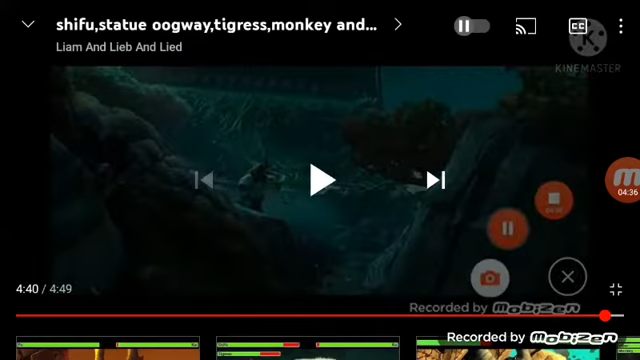 shifu,statue oogway,tigress,monkey and...
CC
Liam And Lieb And Lied
K
KINEMASTER
04:36
4:40 / 4:49
Recorded by Mobizen
Recorded by Mobizen